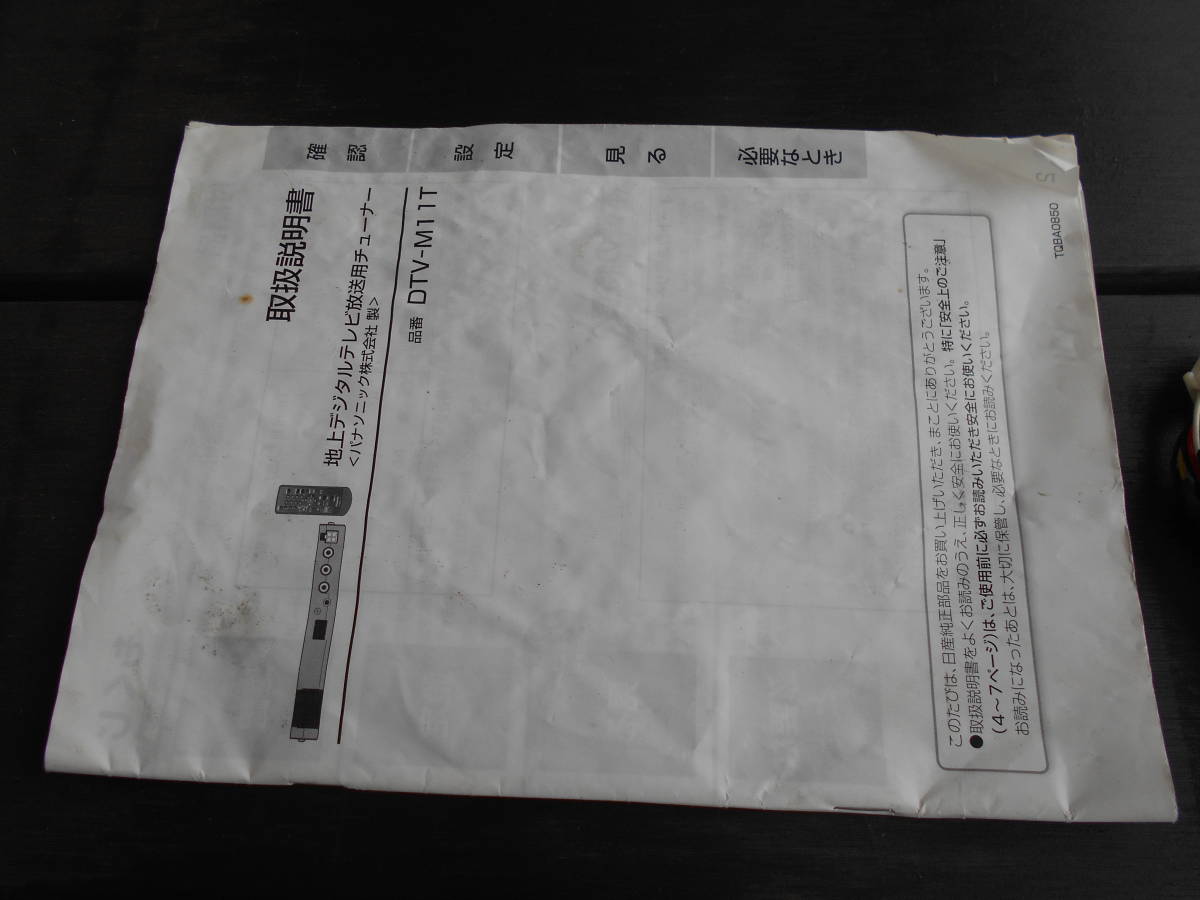 取扱説明書
地上デジタルテレビ放送用チューナー
<パナソニック株式会社 製>
品番 DTV-M11T
確認
設定
見る
必要なとき
このたびは、日産純正部品をお買い上げいただき、まことにありがとうございます。
●取扱説明書をよくお読みのうえ、正しく安全にお使いください。特に「安全上のご注意」
(4～7ページ)は、ご使用前に必ずお読みいただき安全にお使いください。
お読みになったあとは、大切に保管し、必要なときにお読みください。
TQBA0850